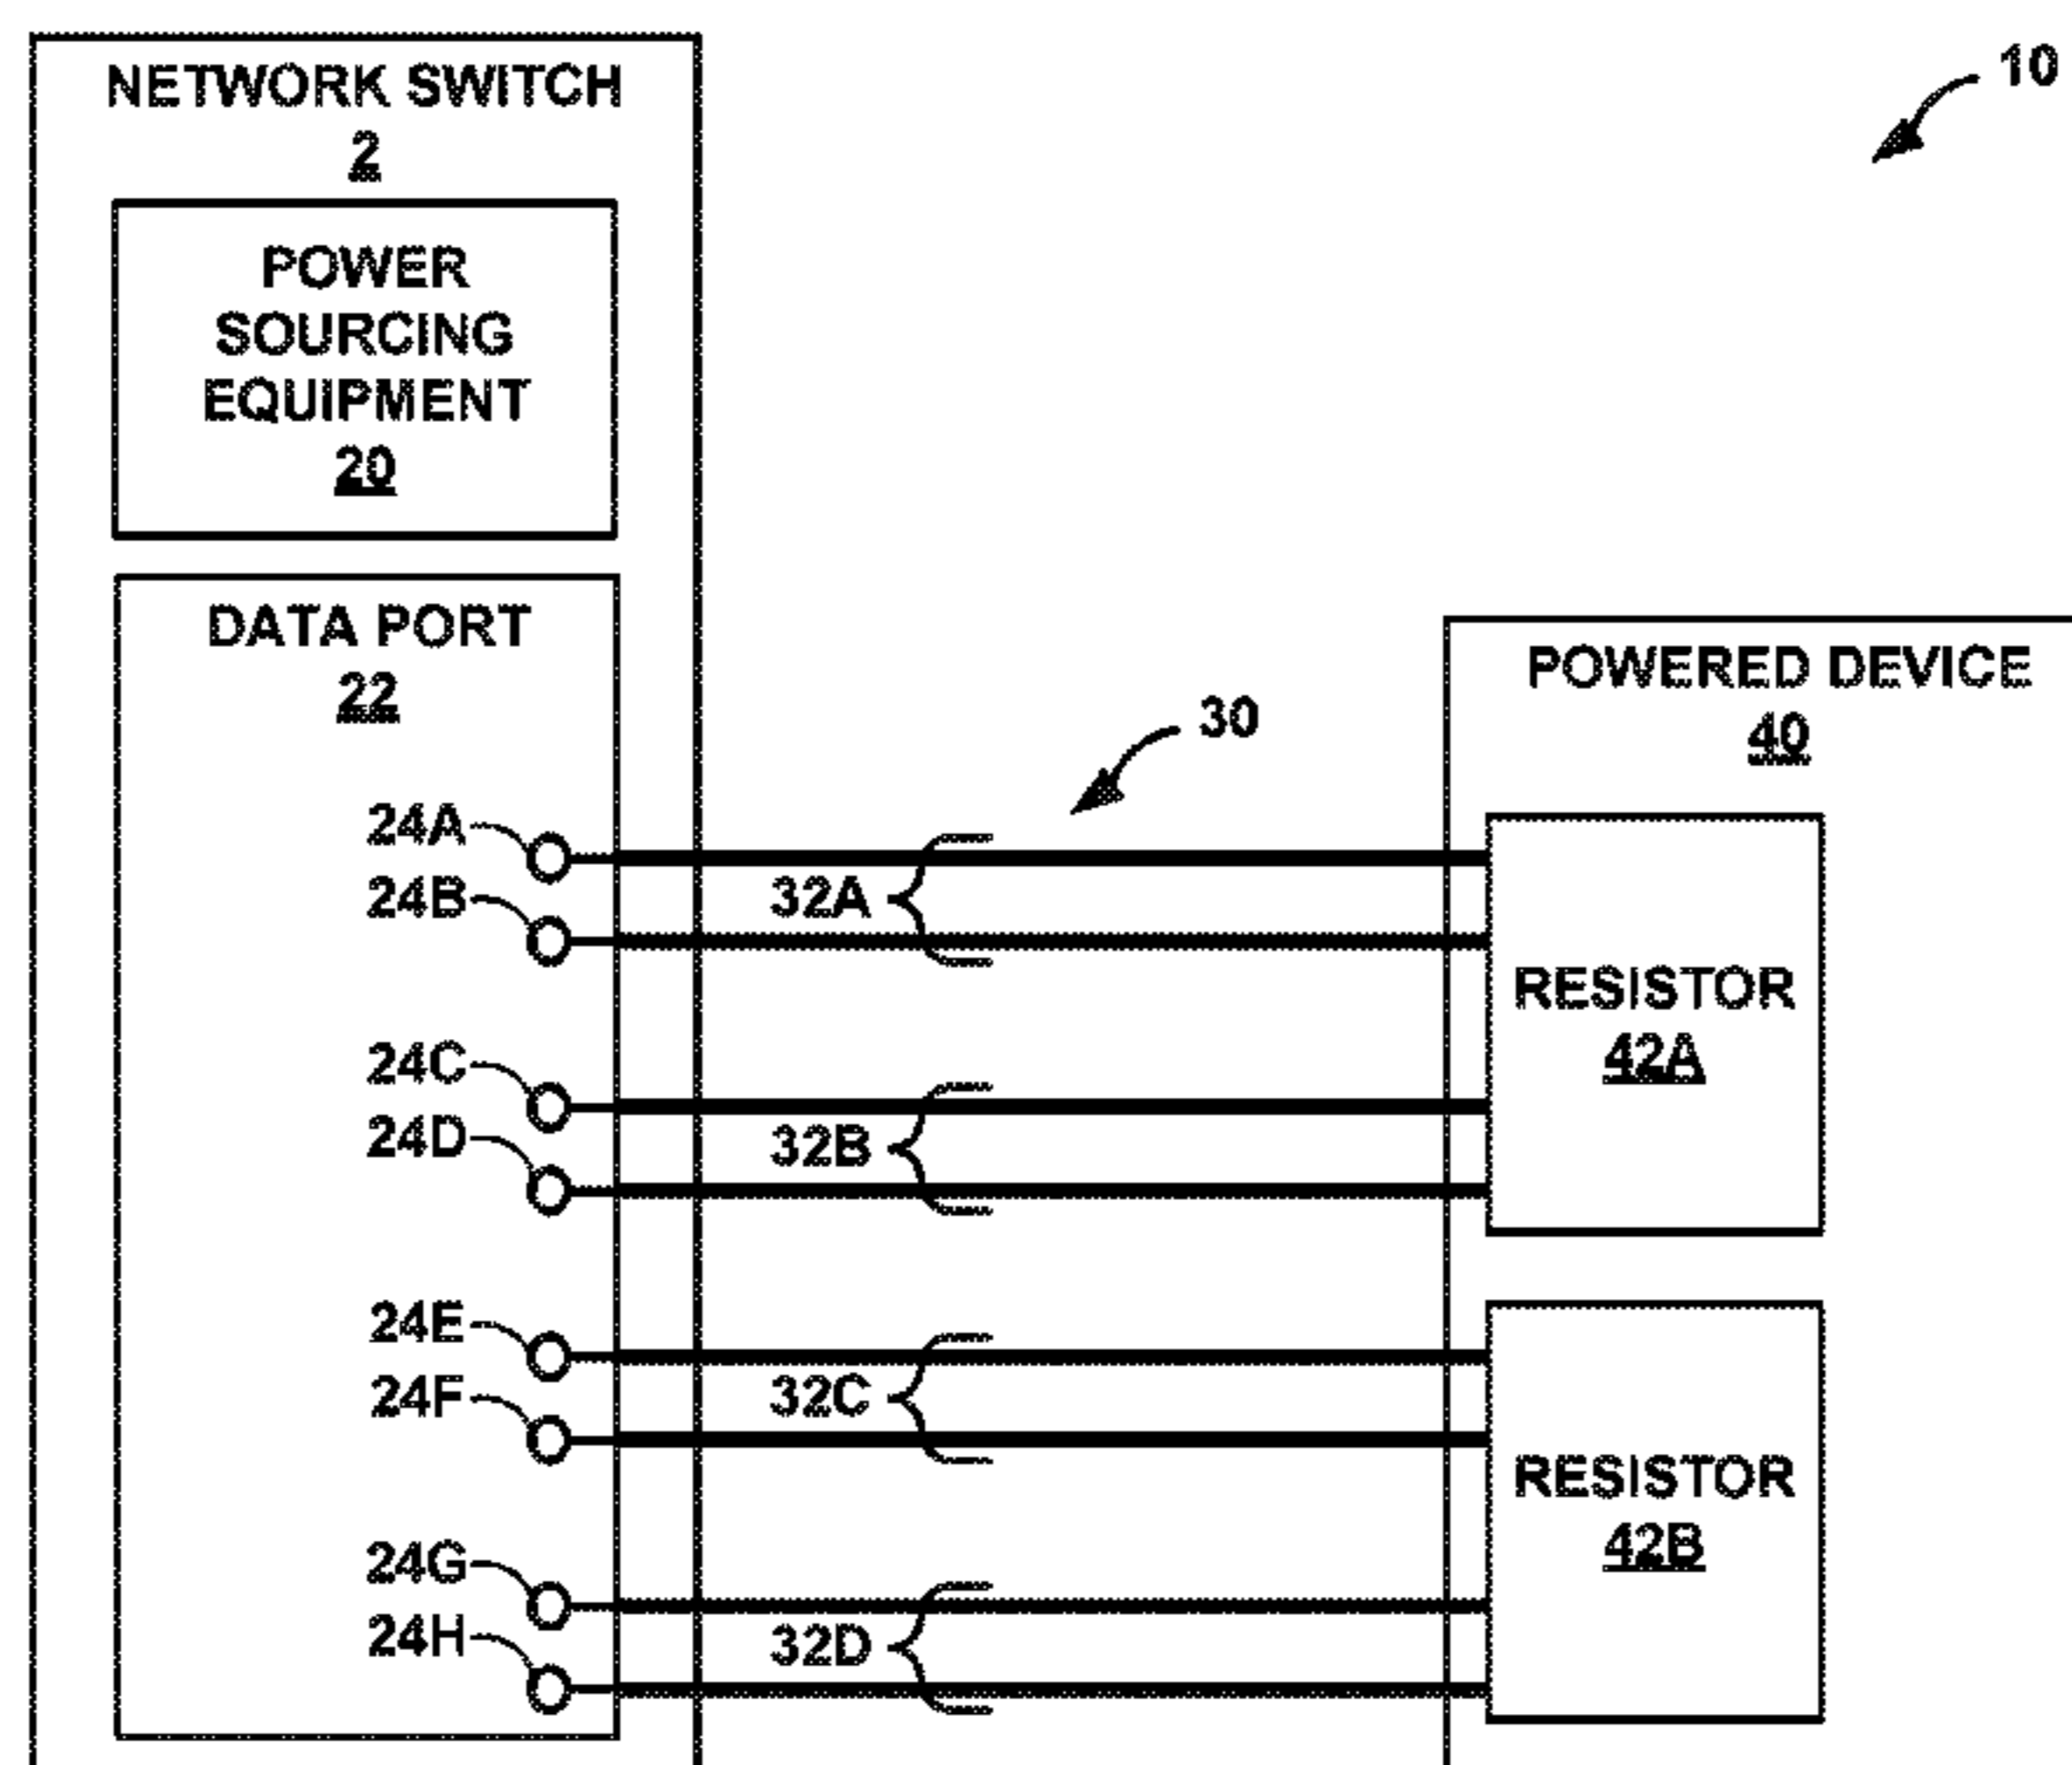 NETWORK SWITCH
2
10
POWER
SOURCING
EQUIPMENT
20
DATA PORT
22
POWERED DEVICE
40
30
24A
24B
32A
RESISTOR
42A
24C
24D
32B
24E
24F
32C
RESISTOR
42B
24G
24H
32D